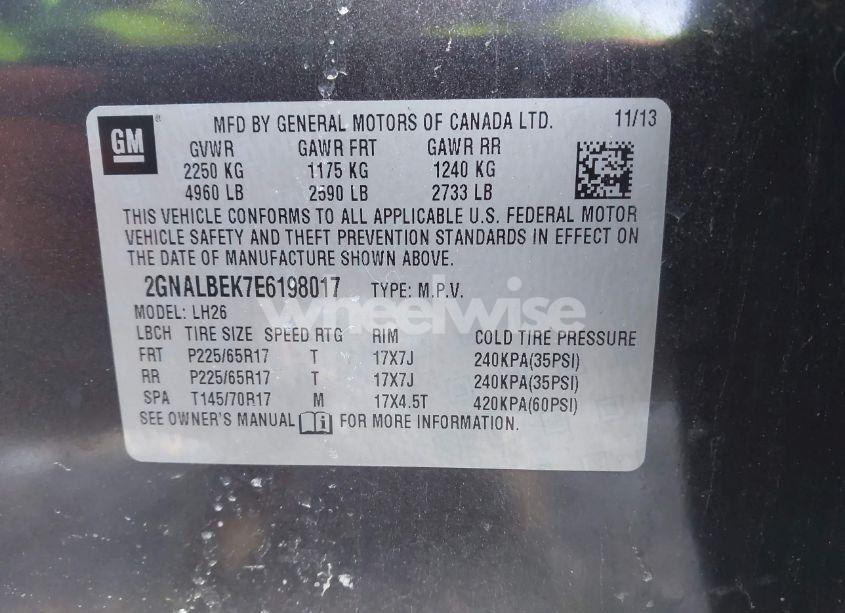 GM
MFD BY GENERAL MOTORS OF CANADA LTD. 11/13
GVWR GAWR FRT GAWR RR
2250 KG 1175 KG 1240 KG
4960 LB 2590 LB 2733 LB
THIS VEHICLE CONFORMS TO ALL APPLICABLE U.S. FEDERAL MOTOR
VEHICLE SAFETY AND THEFT PREVENTION STANDARDS IN EFFECT ON
THE DATE OF MANUFACTURE SHOWN ABOVE.
2GNALBEK7E6198017 TYPE: M.P.V.
wheelwise
MODEL: LH26
LBCH TIRE SIZE SPEED RTG RIM COLD TIRE PRESSURE
FRT P225/65R17 T 17X7J 240KPA(35PSI)
RR P225/65R17 T 17X7J 240KPA(35PSI)
SPA T145/70R17 M 17X4.5T 420KPA(60PSI)
SEE OWNER'S MANUAL FOR MORE INFORMATION.